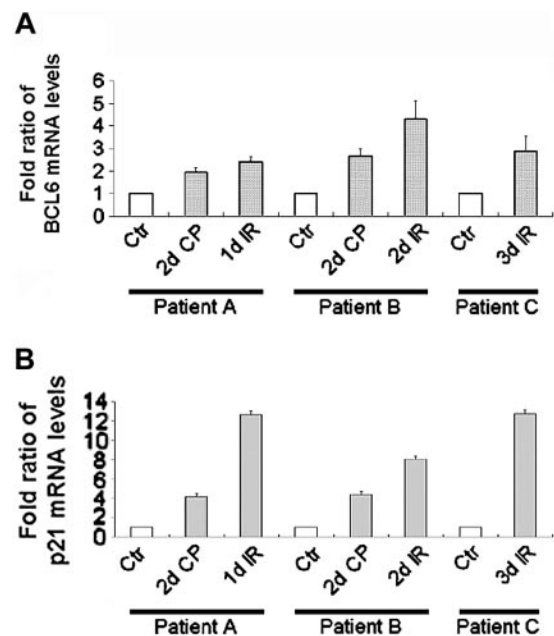 A
Fold ratio of
BCL6 mRNA levels
6
5
4
3
2
1
0
Ctr
2d CP
1d IR
Ctr
2d CP
2d IR
Ctr
3d IR
Patient A
Patient B
Patient C
B
Fold ratio of
p21 mRNA levels
14
12
10
8
6
4
2
0
Ctr
2d CP
1d IR
Ctr
2d CP
2d IR
Ctr
3d IR
Patient A
Patient B
Patient C